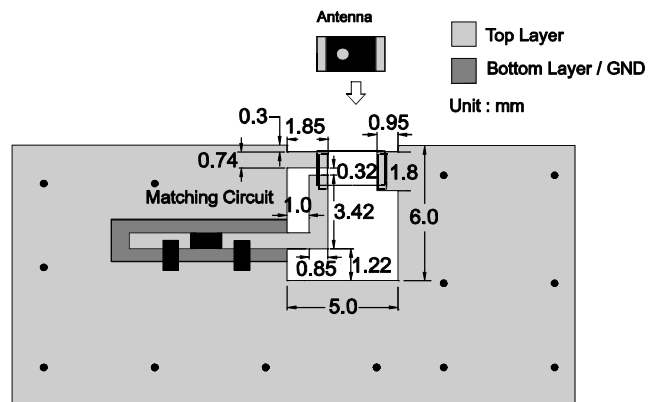 Antenna
Top Layer
Bottom Layer / GND
Unit : mm
0.3
1.85
0.95
0.74
0.32
1.8
Matching Circuit
1.0
3.42
6.0
0.85
1.22
5.0